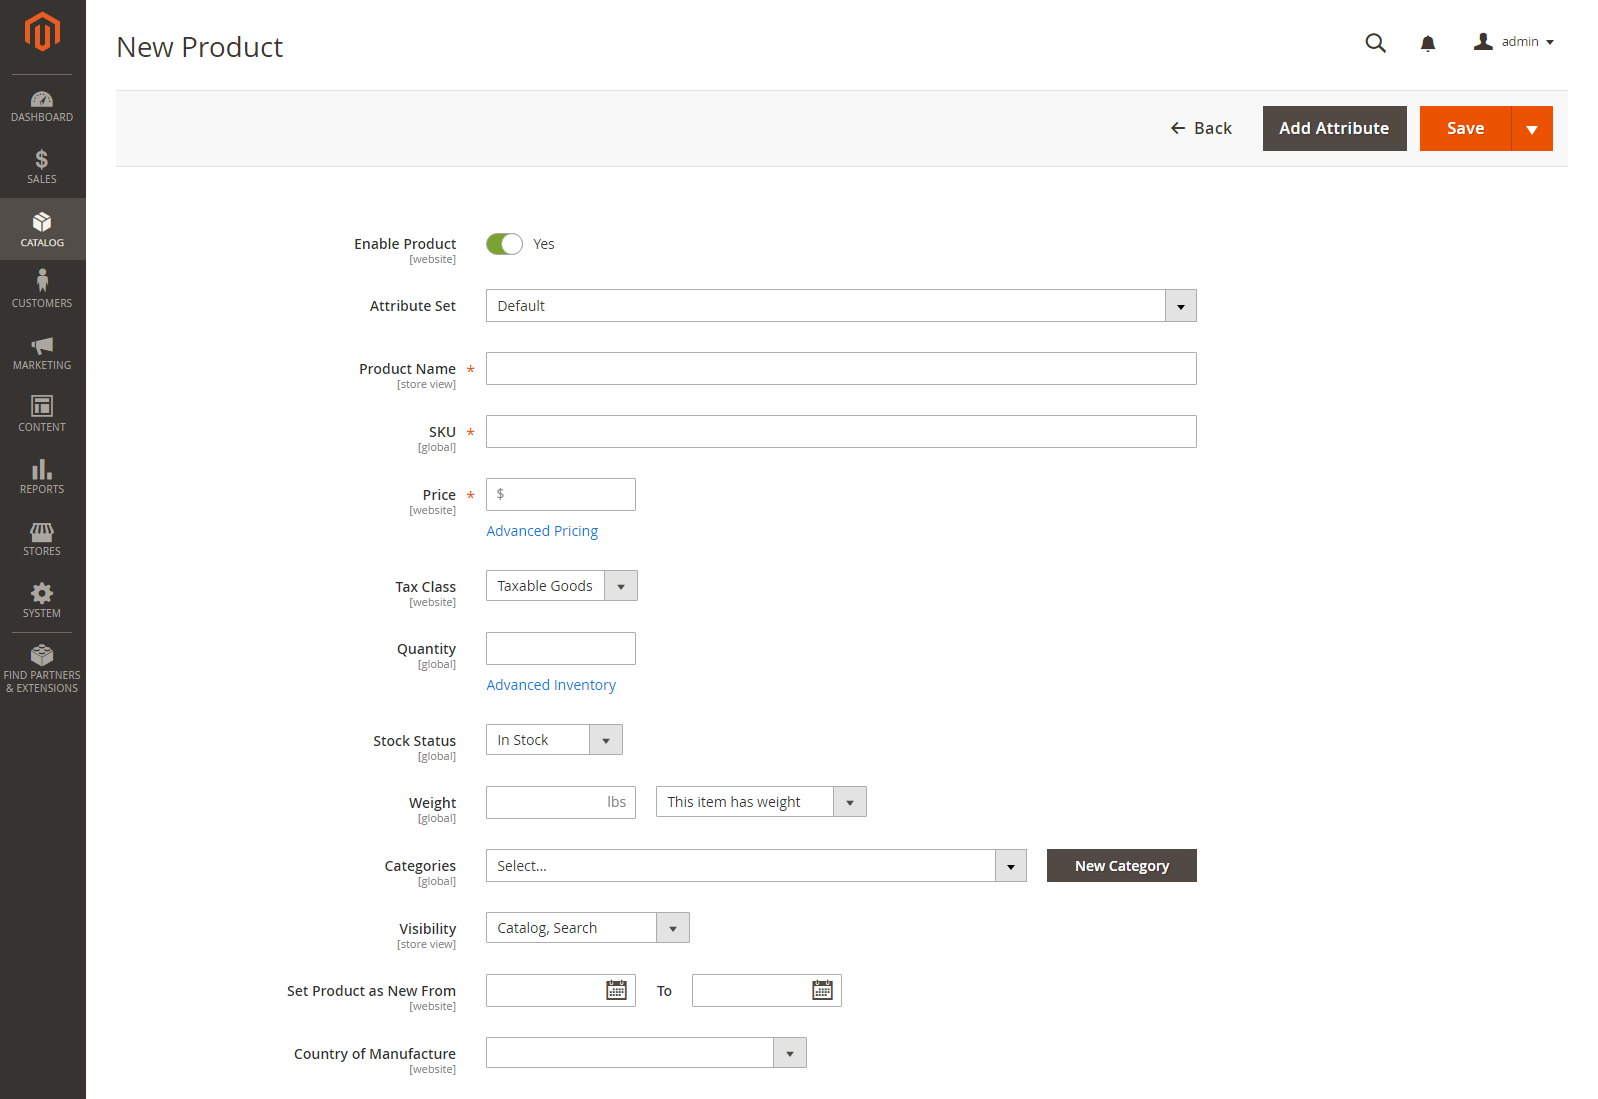 New Product
admin
DASHBOARD
SALES
CATALOG
CUSTOMERS
MARKETING
CONTENT
REPORTS
STORES
SYSTEM
FIND PARTNERS
& EXTENSIONS
Back
Add Attribute
Save
Enable Product
[website]
Yes
Attribute Set
Default
Product Name *
[store view]
SKU *
[global]
Price *
[website]
$
Advanced Pricing
Tax Class
[website]
Taxable Goods
Quantity
[global]
Advanced Inventory
Stock Status
[global]
In Stock
Weight
[global]
lbs
This item has weight
Categories
[global]
Select...
New Category
Visibility
[store view]
Catalog, Search
Set Product as New From
[website]
To
Country of Manufacture
[website]